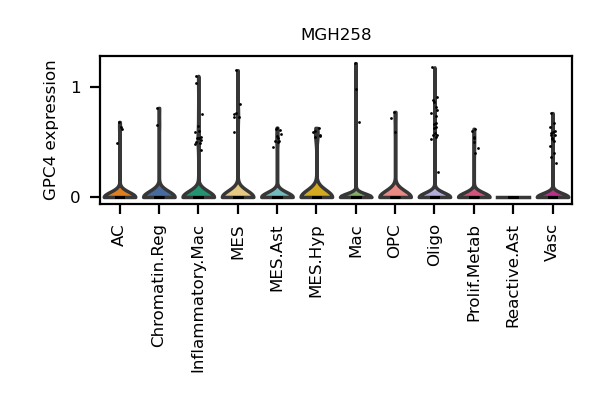 MGH258
GPC4 expression
1
0
AC
Chromatin.Reg
Inflammatory.Mac
MES
MES.Ast
MES.Hyp
Mac
OPC
Oligo
Prolif.Metab
Reactive.Ast
Vasc